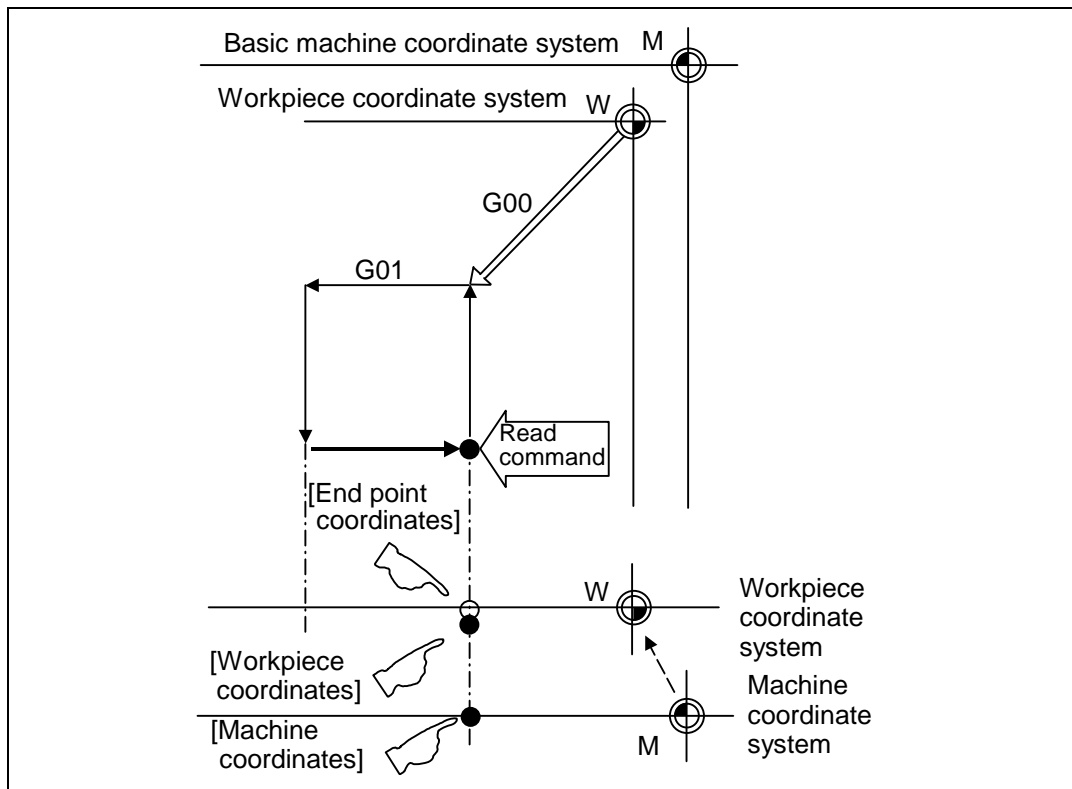 Basic machine coordinate system
M
Workpiece coordinate system
W
G00
G01
Read
command
[End point
coordinates]
W
Workpiece
coordinate
system
[Workpiece
coordinates]
Machine
coordinate
system
[Machine
coordinates]
M